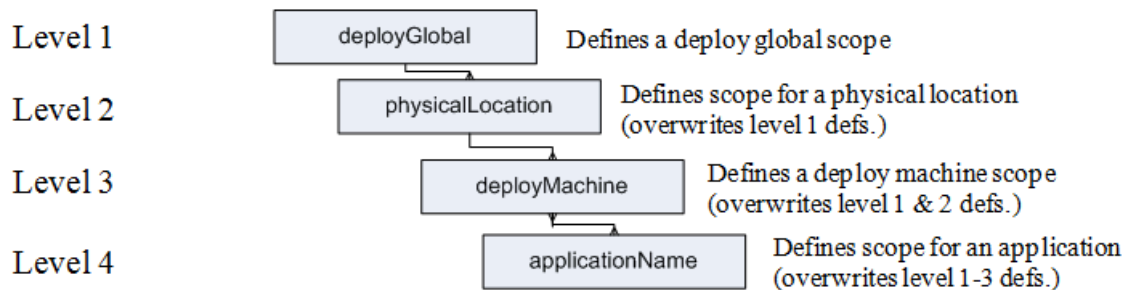 Level 1
deployGlobal
Defines a deploy global scope
Level 2
physicalLocation
Defines scope for a physical location
(overwrites level 1 defs.)
Level 3
deployMachine
Defines a deploy machine scope
(overwrites level 1 & 2 defs.)
Level 4
applicationName
Defines scope for an application
(overwrites level 1-3 defs.)